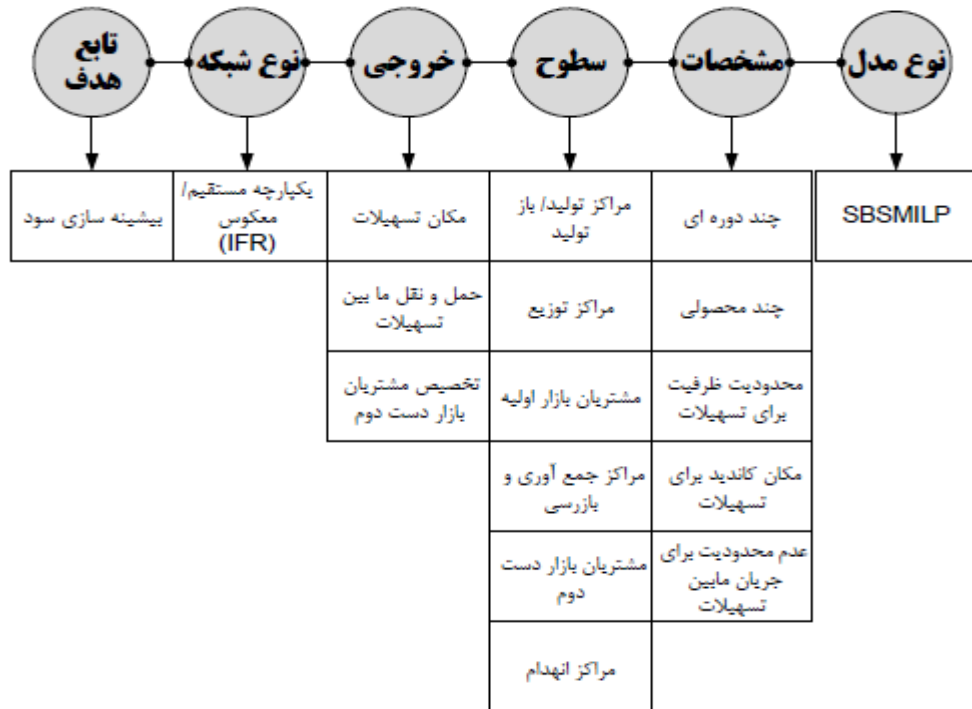 نوع مدل
مشخصات
سطوح
خروجی
نوع شبکه
تابع
هدف
SBSMILP
چند دوره ای
چند محصولی
محدودیت ظرفیت
برای تسهیلات
مکان کاندید برای
تسهیلات
عدم محدودیت برای
جریان مابین
تسهیلات
مراکز تولید/ باز
تولید
مراکز توزیع
مشتریان بازار اولیه
مراکز جمع آوری و
بازرسی
مشتریان بازار دست
دوم
مراکز انهدام
مکان تسهیلات
حمل و نقل ما بین
تسهیلات
تخصیص مشتریان
بازار دست دوم
یکپارچه مستقیم/
معکوس
(IFR)
بیشینه سازی سود